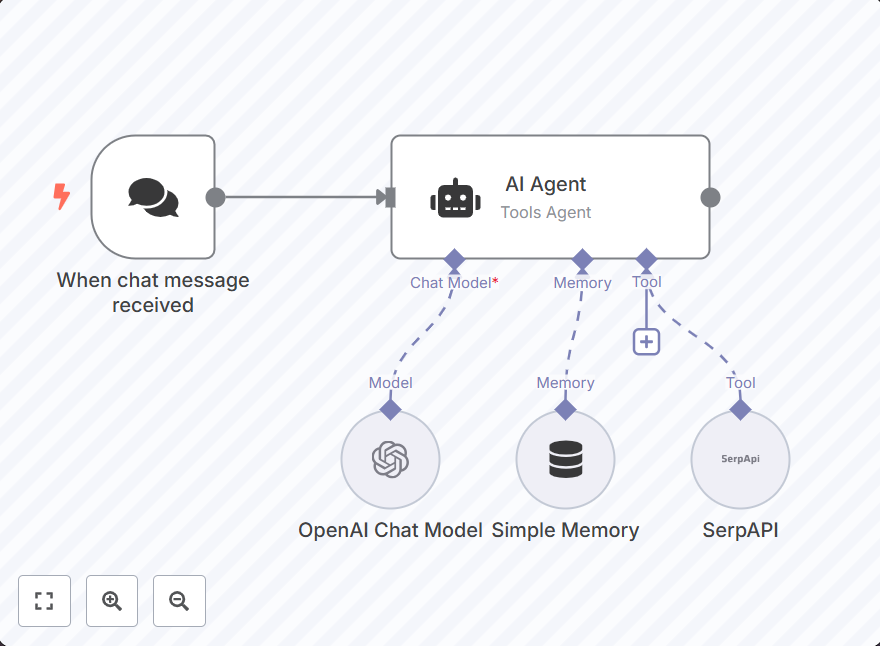 AI Agent
Tools Agent
When chat message
received
Chat Model*
Memory
Tool
Model
Memory
Tool
SerpApi
OpenAI Chat Model
Simple Memory
SerpAPI